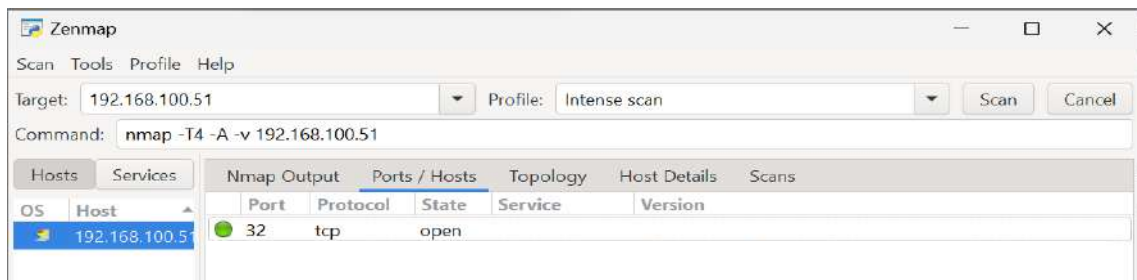 Zenmap
Scan Tools Profile Help
Target: 192.168.100.51 Profile: Intense scan Scan Cancel
Command: nmap -T4 -A -v 192.168.100.51
Hosts Services Nmap Output Ports / Hosts Topology Host Details Scans
OS Host Port Protocol State Service Version
192.168.100.51 32 tcp open